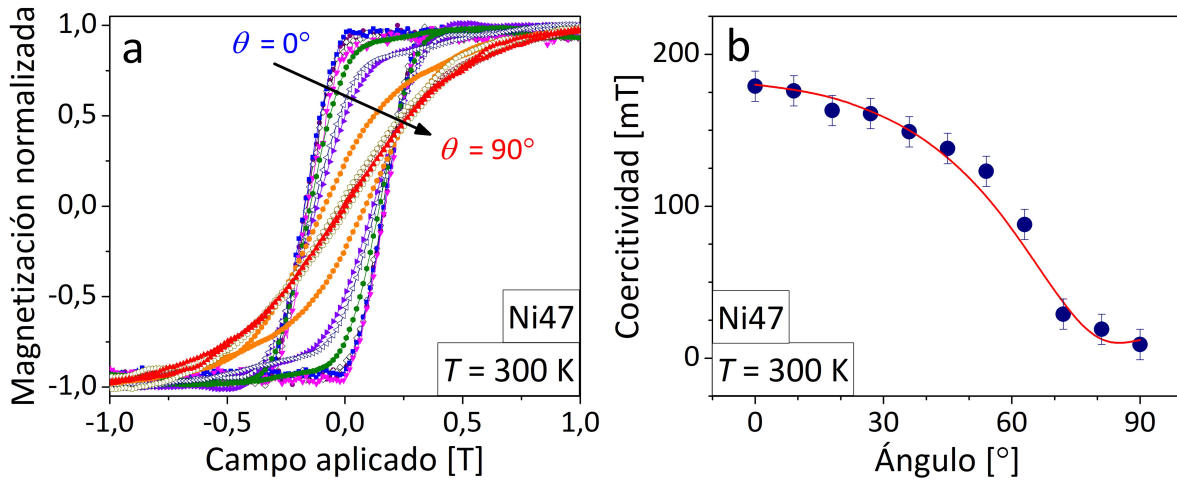 a
θ = 0°
θ = 90°
Ni47
T = 300 K
Magnetización normalizada
1,0
0,5
0,0
-0,5
-1,0
-1,0 -0,5 0,0 0,5 1,0
Campo aplicado [T]
b
Ni47
T = 300 K
Coercitividad [mT]
200
100
0
0 30 60 90
Ángulo [°]